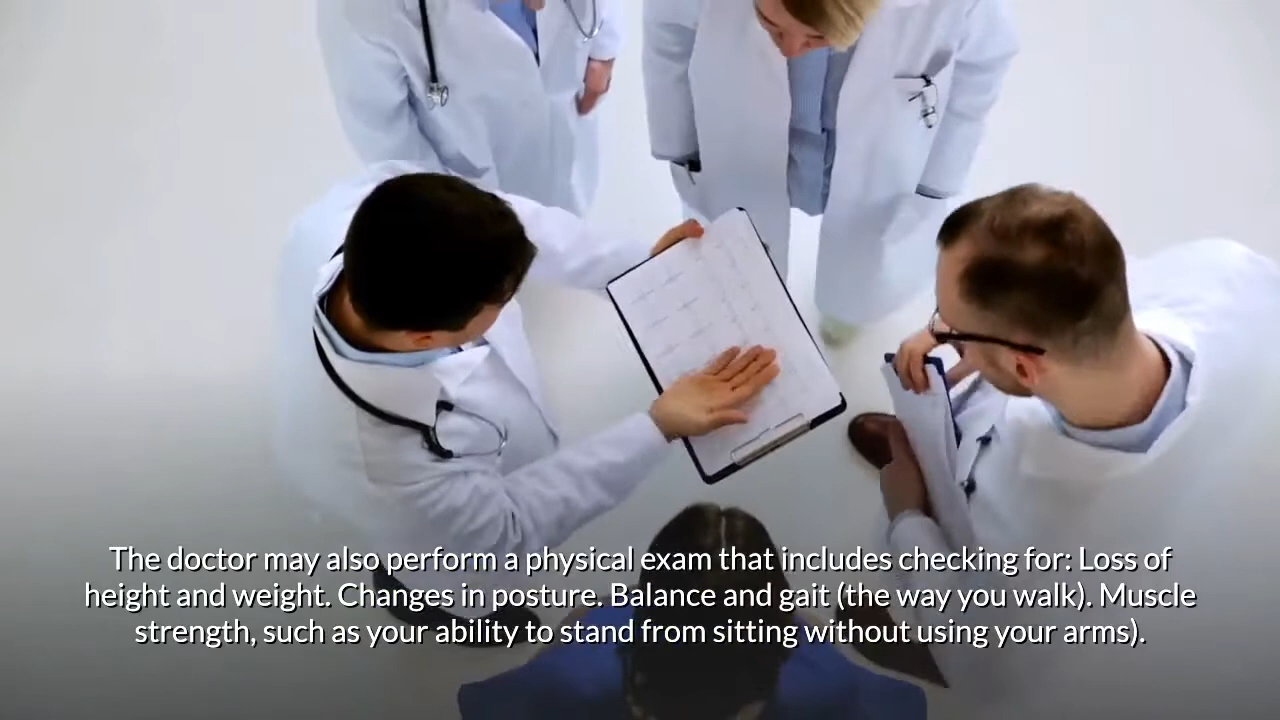 The doctor may also perform a physical exam that includes checking for: Loss of
height and weight. Changes in posture. Balance and gait (the way you walk). Muscle
strength, such as your ability to stand from sitting without using your arms).